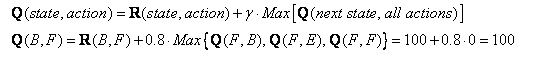 Q(state, action) = R(state, action) + γ · Max[Q(next state, all actions)]
Q(B, F) = R(B, F) + 0.8 · Max{Q(F, B), Q(F, E), Q(F, F)} = 100 + 0.8 · 0 = 100